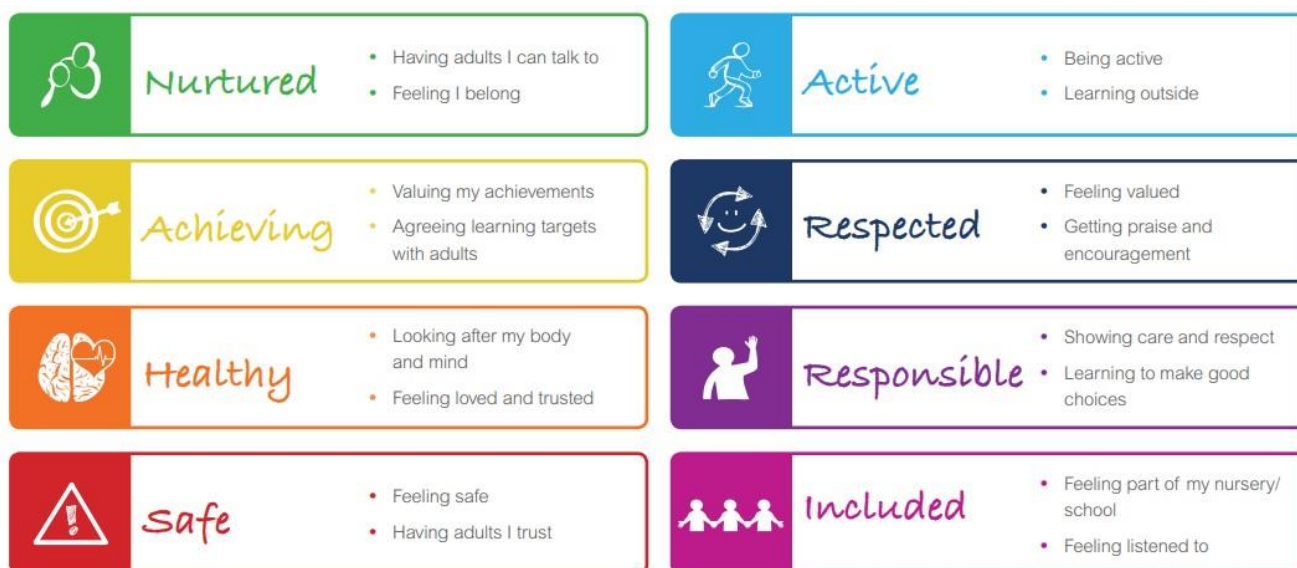 Nurtured
• Having adults I can talk to
• Feeling I belong
Active
• Being active
• Learning outside
Achieving
• Valuing my achievements
• Agreeing learning targets
with adults
Respected
• Feeling valued
• Getting praise and
encouragement
Healthy
• Looking after my body
and mind
• Feeling loved and trusted
Responsible
• Showing care and respect
• Learning to make good
choices
Safe
• Feeling safe
• Having adults I trust
Included
• Feeling part of my nursery/
school
• Feeling listened to